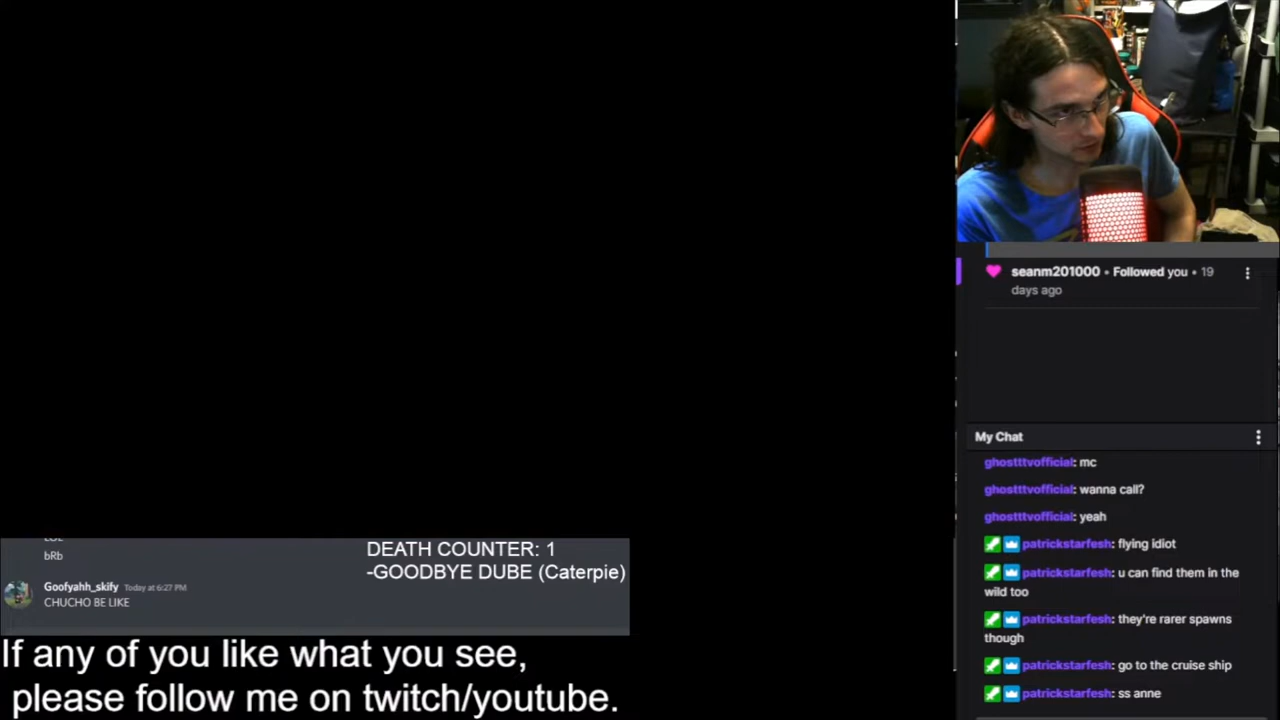 seanm201000 • Followed you • 19
days ago
My Chat
ghostttvofficial: mc
ghostttvofficial: wanna call?
ghostttvofficial: yeah
patrickstarfesh: flying idiot
patrickstarfesh: u can find them in the
wild too
patrickstarfesh: they're rarer spawns
though
patrickstarfesh: go to the cruise ship
patrickstarfesh: ss anne
bRb
Goofyahh_skify Today at 6:27 PM
CHUCHO BE LIKE
DEATH COUNTER: 1
-GOODBYE DUBE (Caterpie)
If any of you like what you see,
please follow me on twitch/youtube.